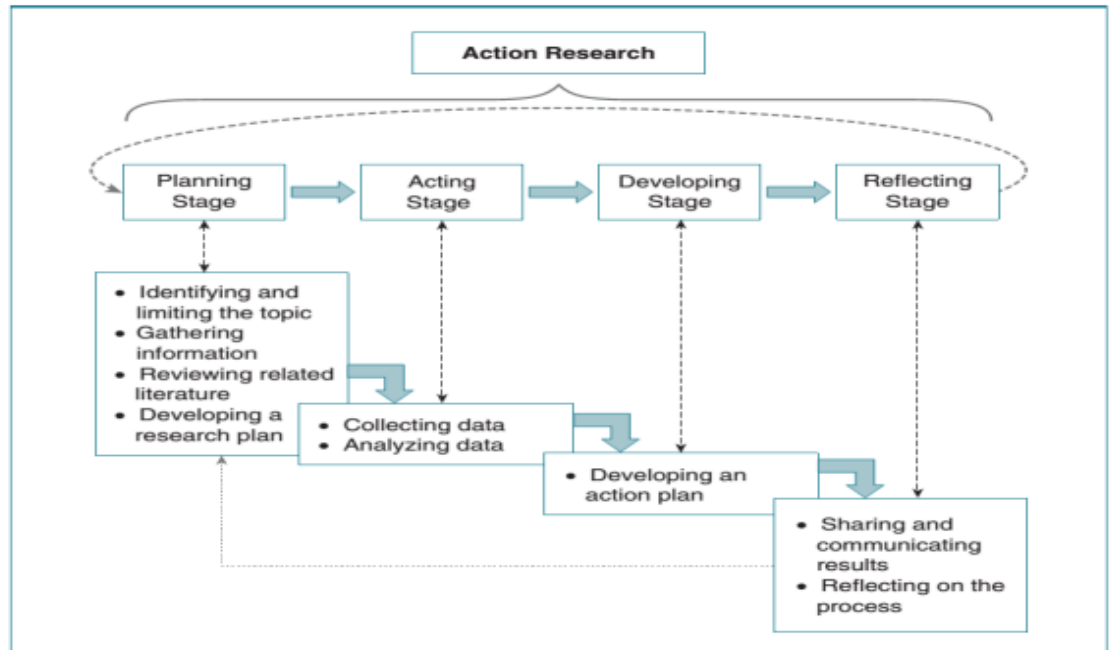 Action Research
Planning
Stage
Acting
Stage
Developing
Stage
Reflecting
Stage
• Identifying and
limiting the topic
• Gathering
information
• Reviewing related
literature
• Developing a
research plan
• Collecting data
• Analyzing data
• Developing an
action plan
• Sharing and
communicating
results
• Reflecting on the
process